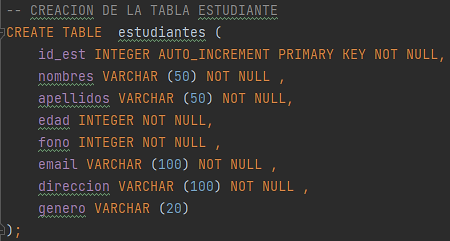 -- CREACION DE LA TABLA ESTUDIANTE
CREATE TABLE  estudiantes (
    id_est INTEGER AUTO_INCREMENT PRIMARY KEY NOT NULL,
    nombres VARCHAR (50) NOT NULL ,
    apellidos VARCHAR (50) NOT NULL,
    edad INTEGER NOT NULL,
    fono INTEGER NOT NULL ,
    email VARCHAR (100) NOT NULL ,
    direccion VARCHAR (100) NOT NULL ,
    genero VARCHAR (20)
);